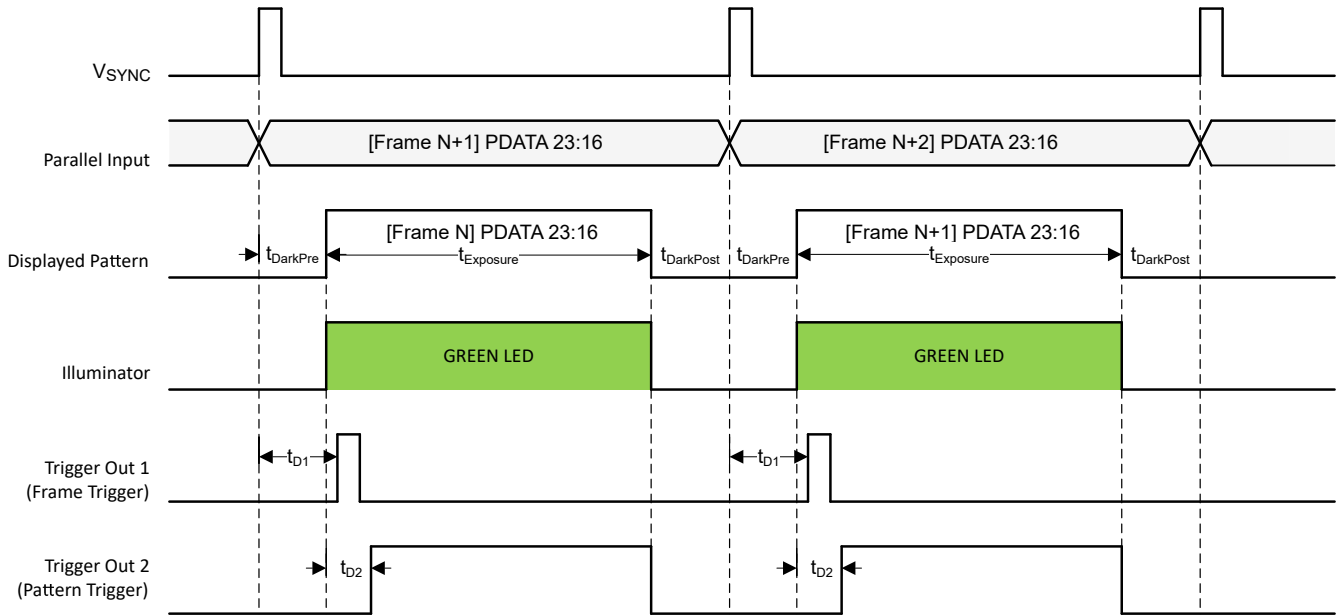 VSYNC
[Frame N+1] PDATA 23:16
[Frame N+2] PDATA 23:16
Parallel Input
[Frame N] PDATA 23:16
[Frame N+1] PDATA 23:16
Displayed Pattern
tDarkPre
tExposure
tDarkPost
tDarkPre
tExposure
tDarkPost
GREEN LED
GREEN LED
Illuminator
tD1
tD1
Trigger Out 1
(Frame Trigger)
tD2
tD2
Trigger Out 2
(Pattern Trigger)